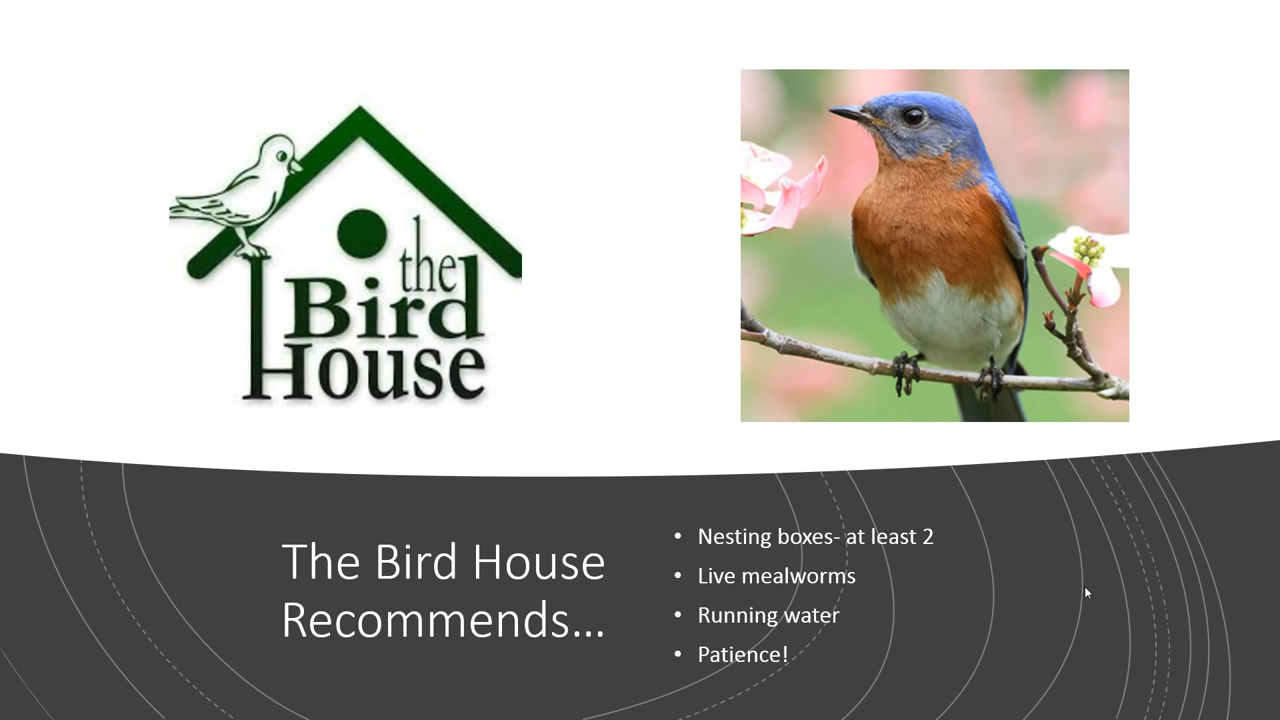 the
Bird
House
The Bird House
Recommends...
• Nesting boxes- at least 2
• Live mealworms
• Running water
• Patience!